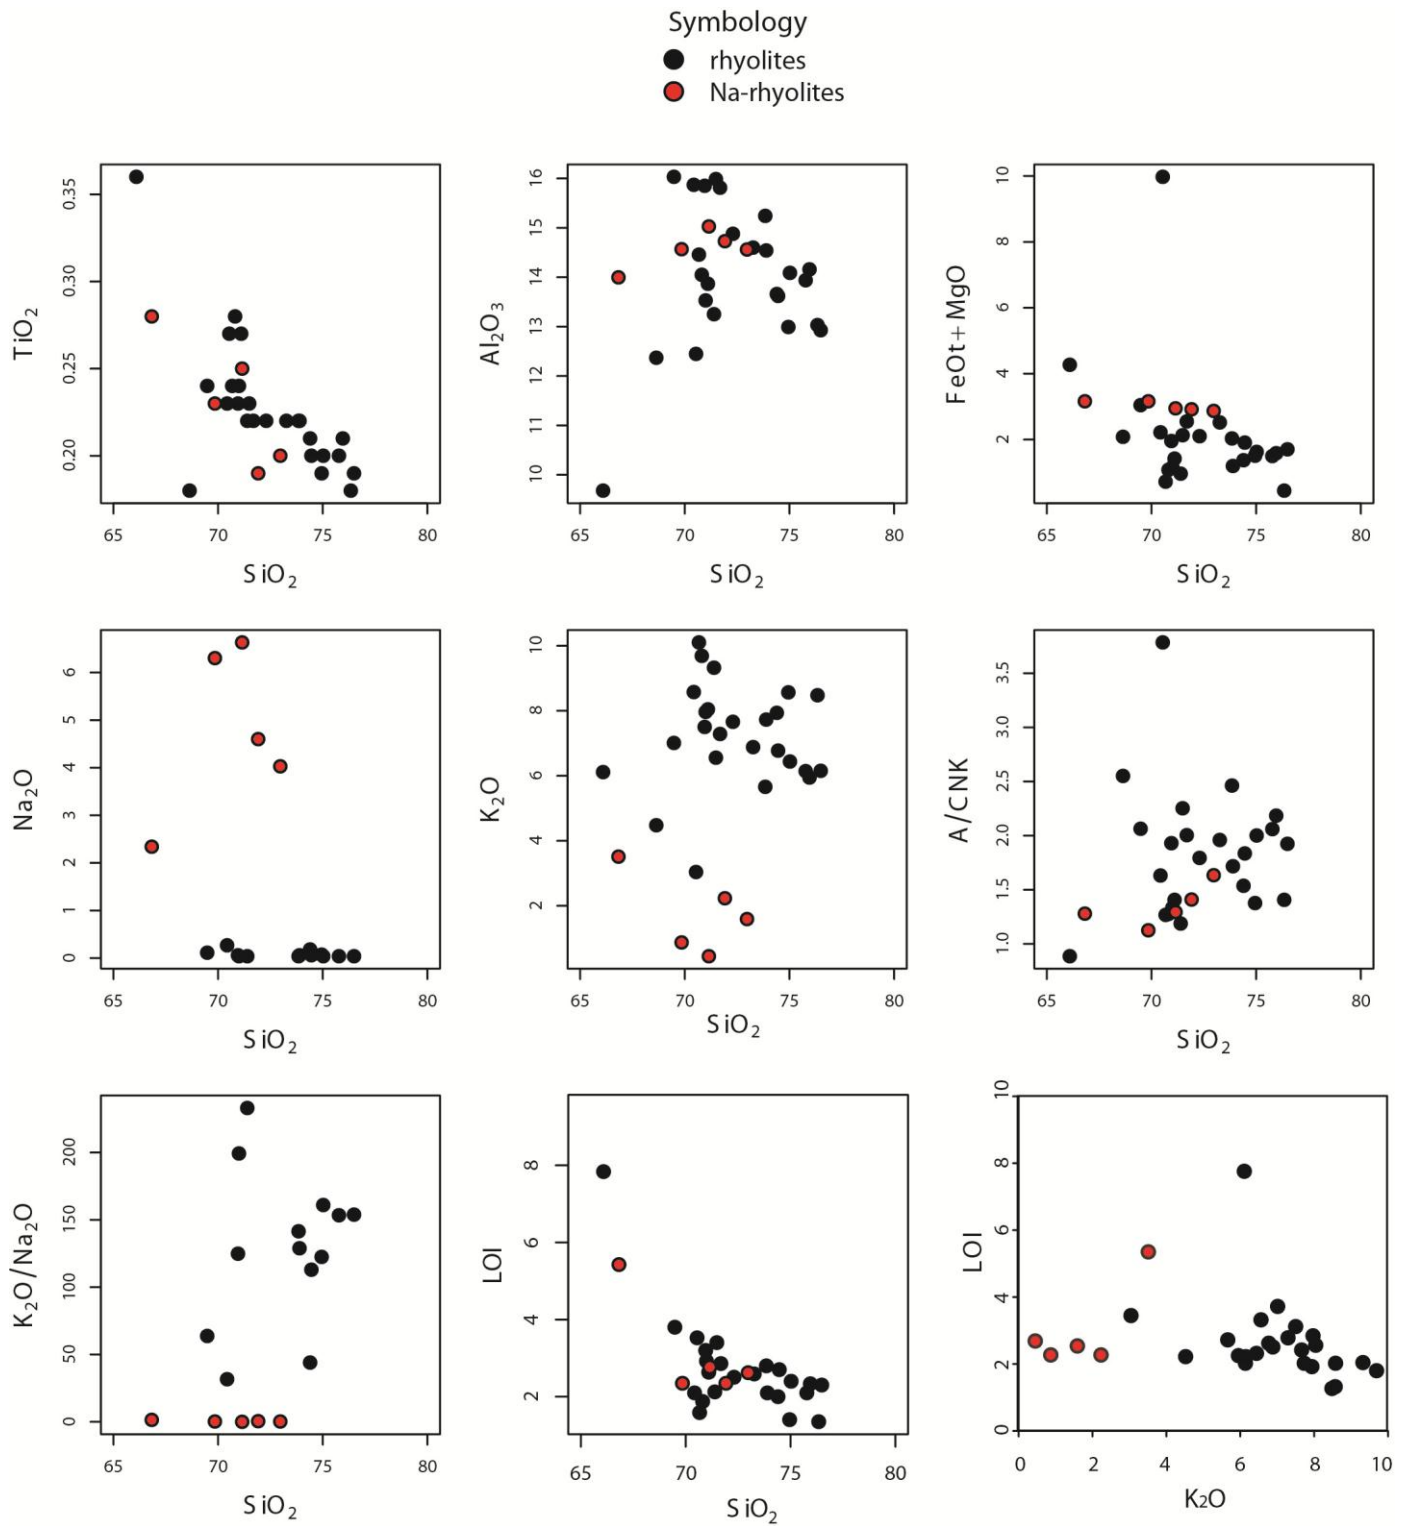 Symbology
rhyolites
Na-rhyolites
TiO2
0.35
0.30
0.25
0.20
65 70 75 80
SiO2
Al2O3
16
15
14
13
12
11
10
65 70 75 80
SiO2
FeOt+MgO
10
8
6
4
2
65 70 75 80
SiO2
Na2O
6
5
4
3
2
1
0
65 70 75 80
SiO2
K2O
10
8
6
4
2
65 70 75 80
SiO2
A/CNK
3.5
3.0
2.5
2.0
1.5
1.0
65 70 75 80
SiO2
K2O/Na2O
200
150
100
50
0
65 70 75 80
SiO2
LOI
8
6
4
2
65 70 75 80
SiO2
LOI
10
8
6
4
2
0
0 2 4 6 8 10
K2O